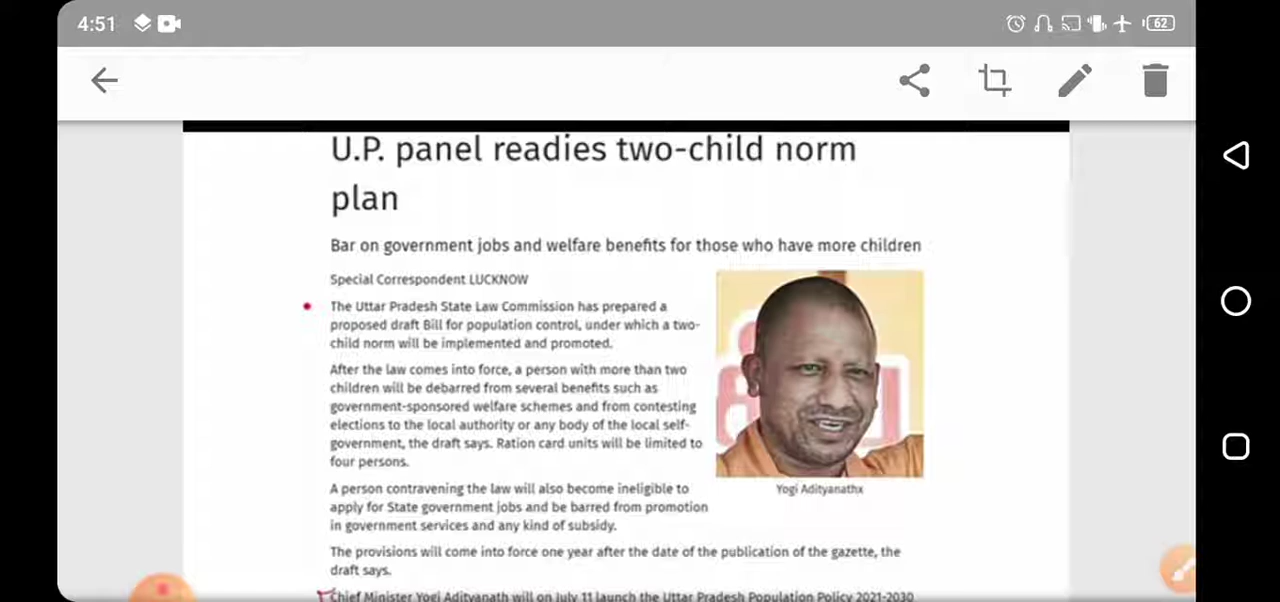 4:51
62
U.P. panel readies two-child norm
plan
Bar on government jobs and welfare benefits for those who have more children
Special Correspondent LUCKNOW
The Uttar Pradesh State Law Commission has prepared a
proposed draft Bill for population control, under which a two-
child norm will be implemented and promoted.
After the law comes into force, a person with more than two
children will be debarred from several benefits such as
government-sponsored welfare schemes and from contesting
elections to the local authority or any body of the local self-
government, the draft says. Ration card units will be limited to
four persons.
A person contravening the law will also become ineligible to
apply for State government jobs and be barred from promotion
in government services and any kind of subsidy.
Yogi Adityanathx
The provisions will come into force one year after the date of the publication of the gazette, the
draft says.
Chief Minister Yogi Adityanath will on July 11 launch the Uttar Pradesh Population Policy 2021-2030